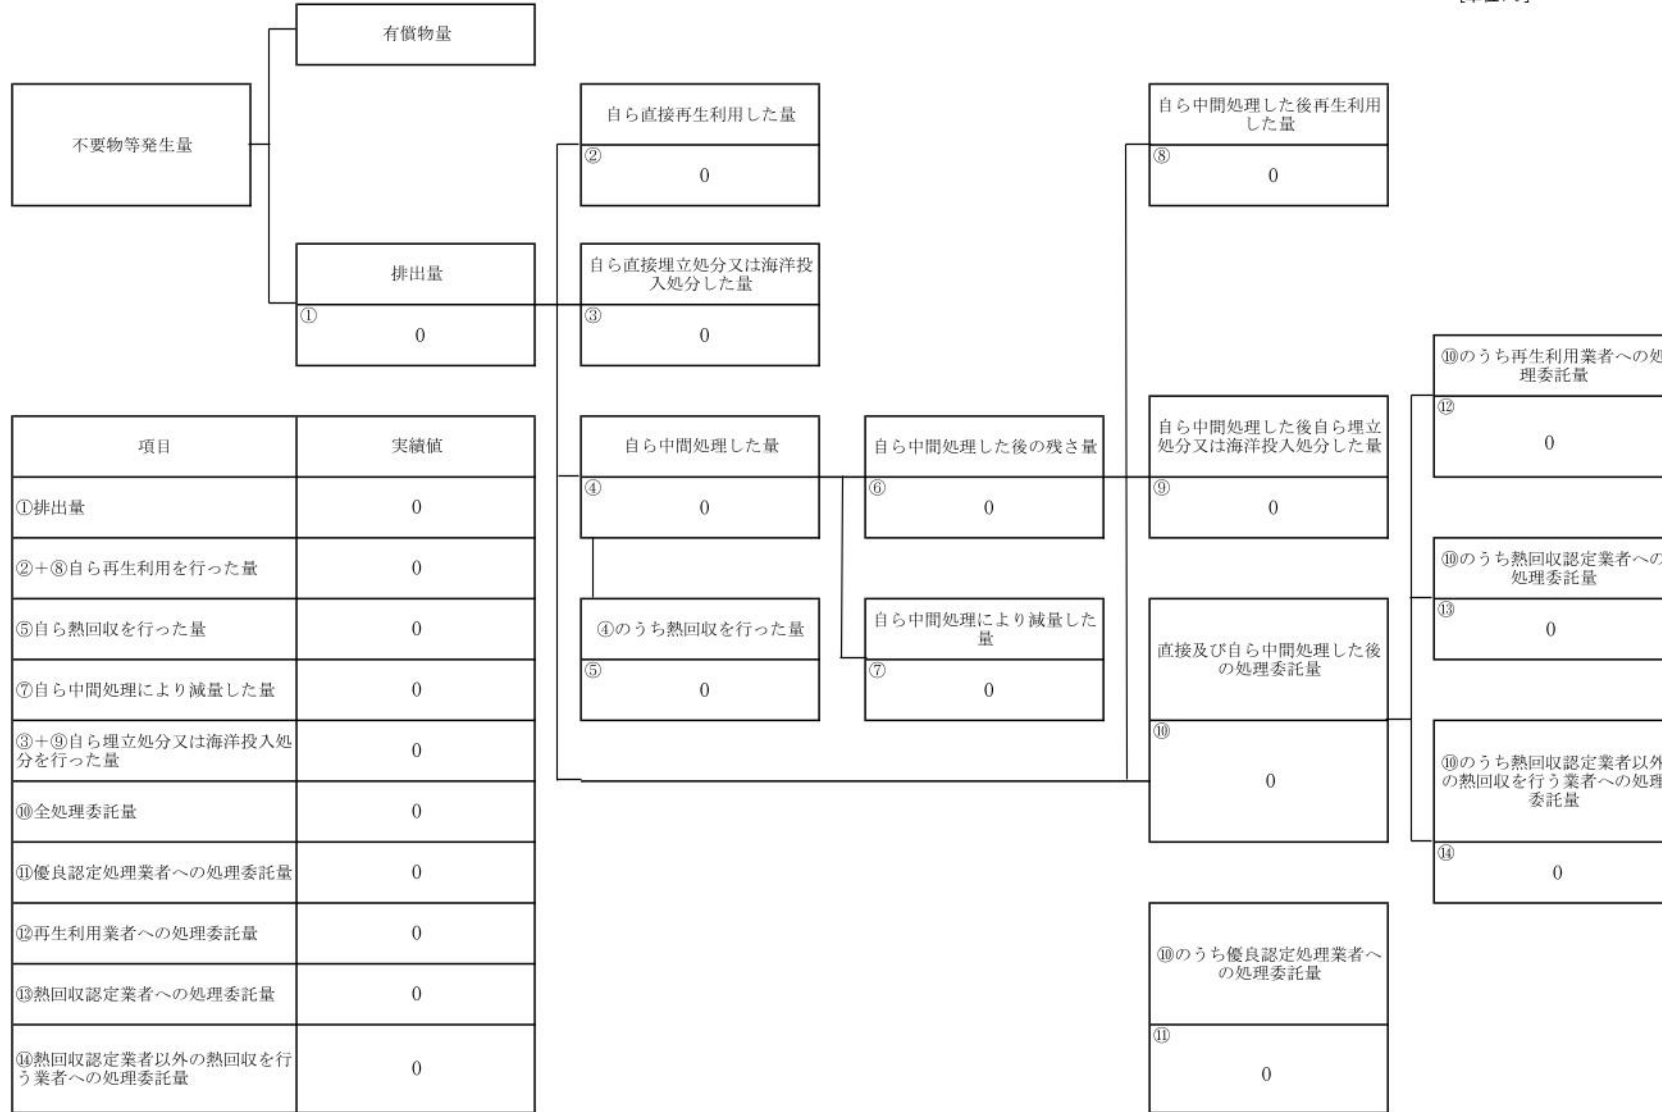 有償物量
不要物等発生量
自ら直接再生利用した量
②
0
自ら中間処理した後再生利用
した量
⑧
0
排出量
①
0
自ら直接埋立処分又は海洋投
入処分した量
③
0
⑩のうち再生利用業者への処
理委託量
⑫
0
項目
実績値
①排出量
0
②+⑧自ら再生利用を行った量
0
⑤自ら熱回収を行った量
0
⑦自ら中間処理により減量した量
0
③+⑨自ら埋立処分又は海洋投入処
分を行った量
0
⑩全処理委託量
0
⑪優良認定処理業者への処理委託量
0
⑫再生利用業者への処理委託量
0
⑬熱回収認定業者への処理委託量
0
⑭熱回収認定業者以外の熱回収を行
う業者への処理委託量
0
自ら中間処理した量
④
0
自ら中間処理した後の残さ量
⑥
0
自ら中間処理した後自ら埋立
処分又は海洋投入処分した量
⑨
0
④のうち熱回収を行った量
⑤
0
自ら中間処理により減量した
量
⑦
0
直接及び自ら中間処理した後
の処理委託量
⑩
0
⑩のうち熱回収認定業者への
処理委託量
⑬
0
⑩のうち熱回収認定業者以外
の熱回収を行う業者への処理
委託量
⑭
0
⑩のうち優良認定処理業者へ
の処理委託量
⑪
0